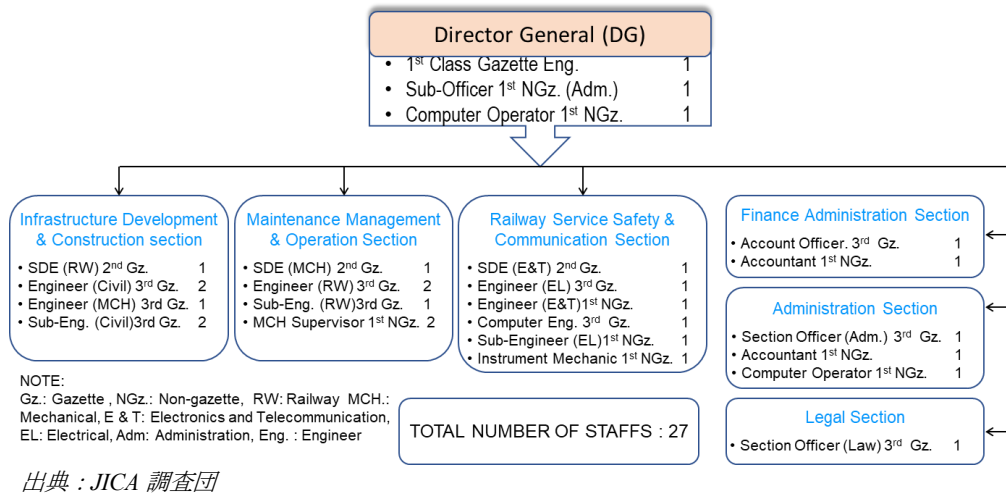 Director General (DG)
• 1st Class Gazette Eng. 1
• Sub-Officer 1st NGz. (Adm.) 1
• Computer Operator 1st NGz. 1
Infrastructure Development
& Construction section
• SDE (RW) 2nd Gz. 1
• Engineer (Civil) 3rd Gz. 2
• Engineer (MCH) 3rd Gz. 1
• Sub-Eng. (Civil)3rd Gz. 2
Maintenance Management
& Operation Section
• SDE (MCH) 2nd Gz. 1
• Engineer (RW) 3rd Gz. 2
• Sub-Eng. (RW)3rd Gz. 1
• MCH Supervisor 1st NGz. 2
Railway Service Safety &
Communication Section
• SDE (E&T) 2nd Gz. 1
• Engineer (EL) 3rd Gz. 1
• Engineer (E&T)1st NGz. 1
• Computer Eng. 3rd Gz. 1
• Sub-Engineer (EL)1st NGz. 1
• Instrument Mechanic 1st NGz. 1
Finance Administration Section
• Account Officer. 3rd Gz. 1
• Accountant 1st NGz. 1
Administration Section
• Section Officer (Adm.) 3rd Gz. 1
• Accountant 1st NGz. 1
• Computer Operator 1st NGz. 1
Legal Section
• Section Officer (Law) 3rd Gz. 1
NOTE:
Gz.: Gazette , NGz.: Non-gazette, RW: Railway MCH.:
Mechanical, E & T: Electronics and Telecommunication,
EL: Electrical, Adm: Administration, Eng. : Engineer
TOTAL NUMBER OF STAFFS : 27
出典 : JICA 調査団